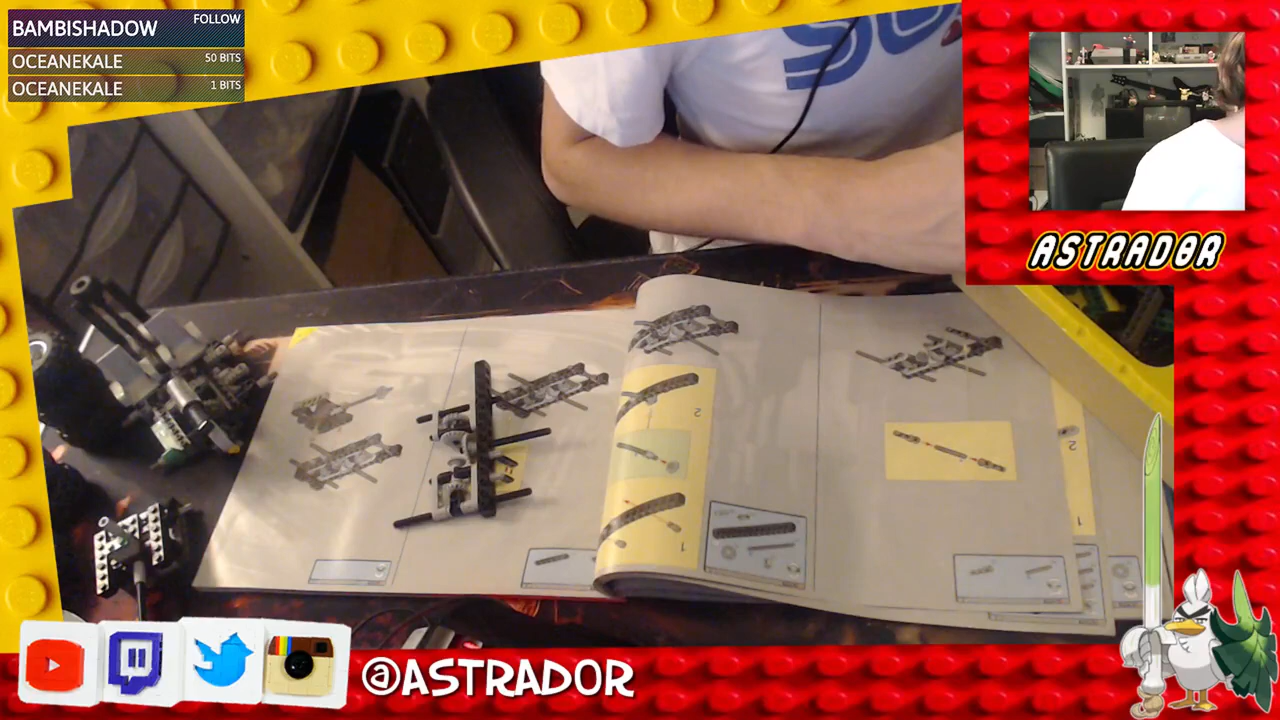 BAMBISHADOW FOLLOW
OCEANEKALE 50 BITS
OCEANEKALE 1 BITS
ASTRADOR
2
1
2
1
@ASTRADOR